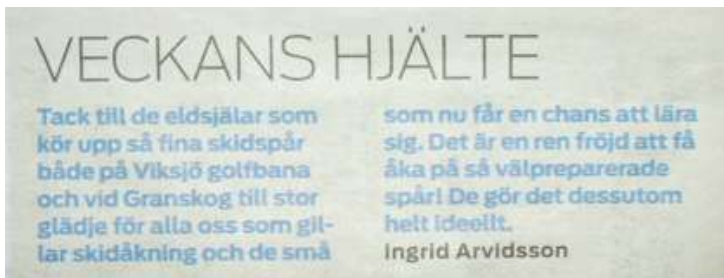 VECKANS HJÄLTE
Tack till de eldsjälar som
kör upp så fina skidspår
både på Viksjö golfbana
och vid Granskog till stor
glädje för alla oss som gil-
lar skidåkning och de små
som nu får en chans att lära
sig. Det är en ren fröjd att få
åka på så välpreparerade
spår! De gör det dessutom
helt ideellt.
Ingrid Arvidsson